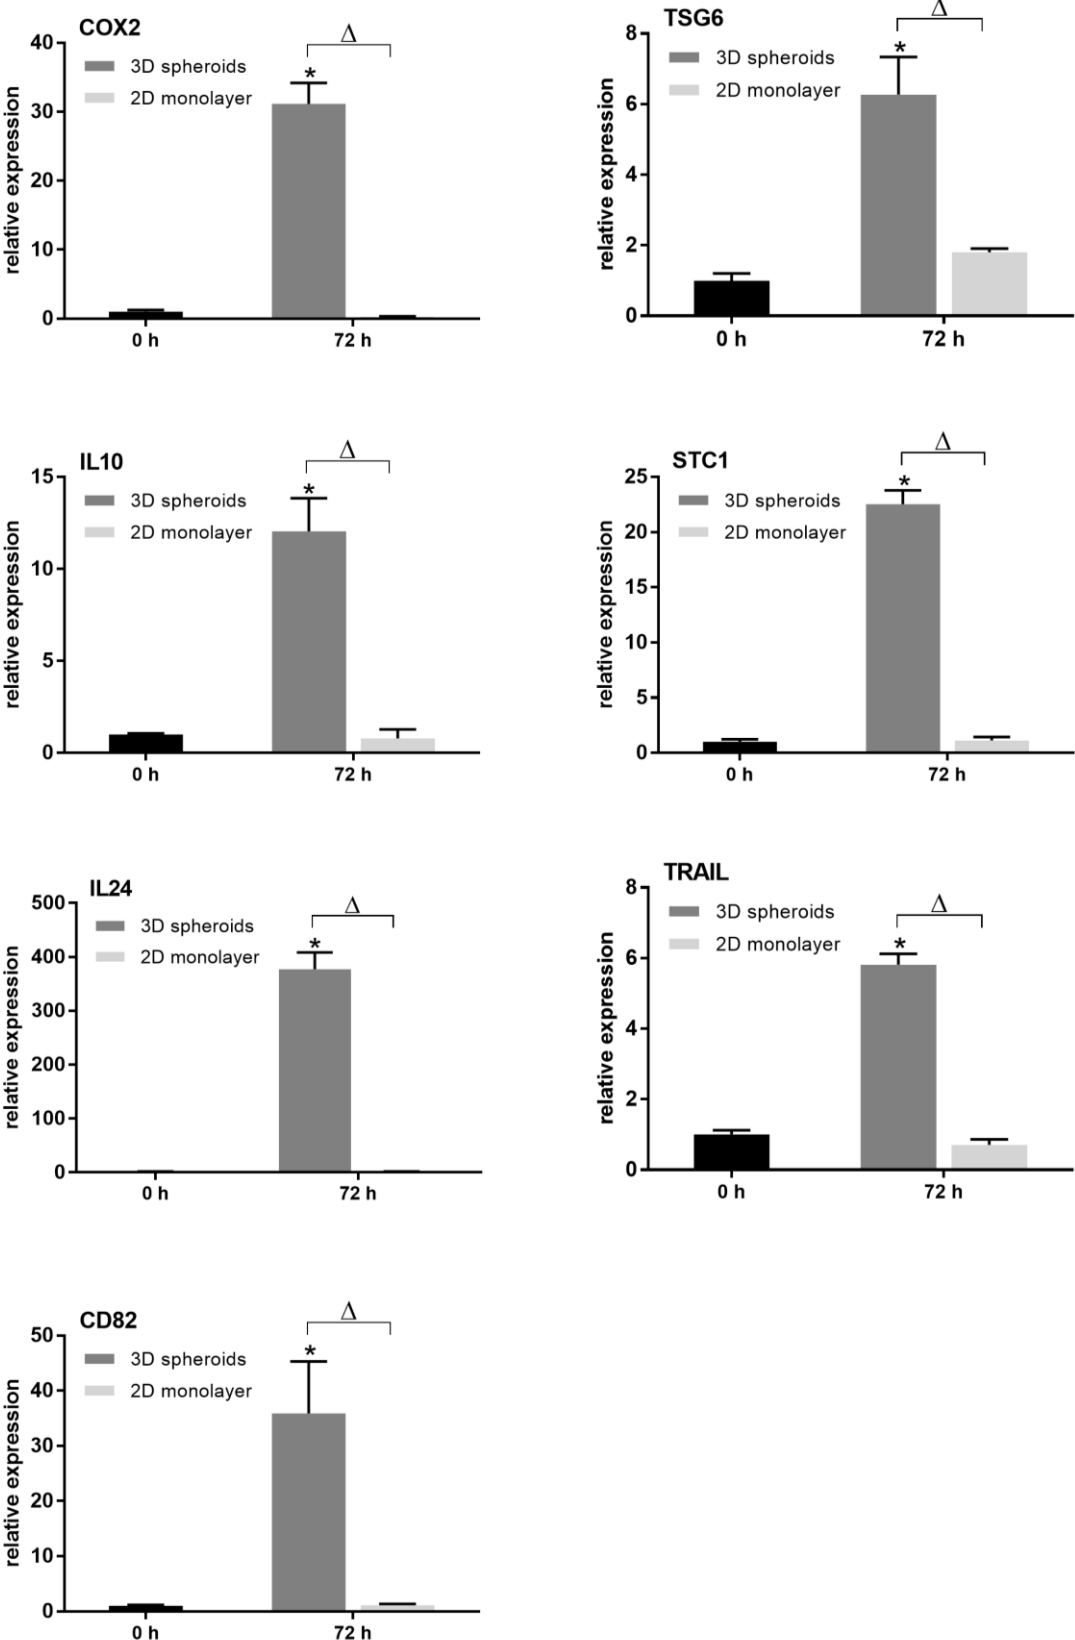 COX2
40
3D spheroids
2D monolayer
30
20
10
0
relative expression
0 h
72 h
*
Δ
TSG6
8
3D spheroids
2D monolayer
6
4
2
0
relative expression
0 h
72 h
*
Δ
IL10
15
3D spheroids
2D monolayer
10
5
0
relative expression
0 h
72 h
*
Δ
STC1
25
3D spheroids
2D monolayer
20
15
10
5
0
relative expression
0 h
72 h
*
Δ
IL24
500
3D spheroids
2D monolayer
400
300
200
100
0
relative expression
0 h
72 h
*
Δ
TRAIL
8
3D spheroids
2D monolayer
6
4
2
0
relative expression
0 h
72 h
*
Δ
CD82
50
3D spheroids
2D monolayer
40
30
20
10
0
relative expression
0 h
72 h
*
Δ